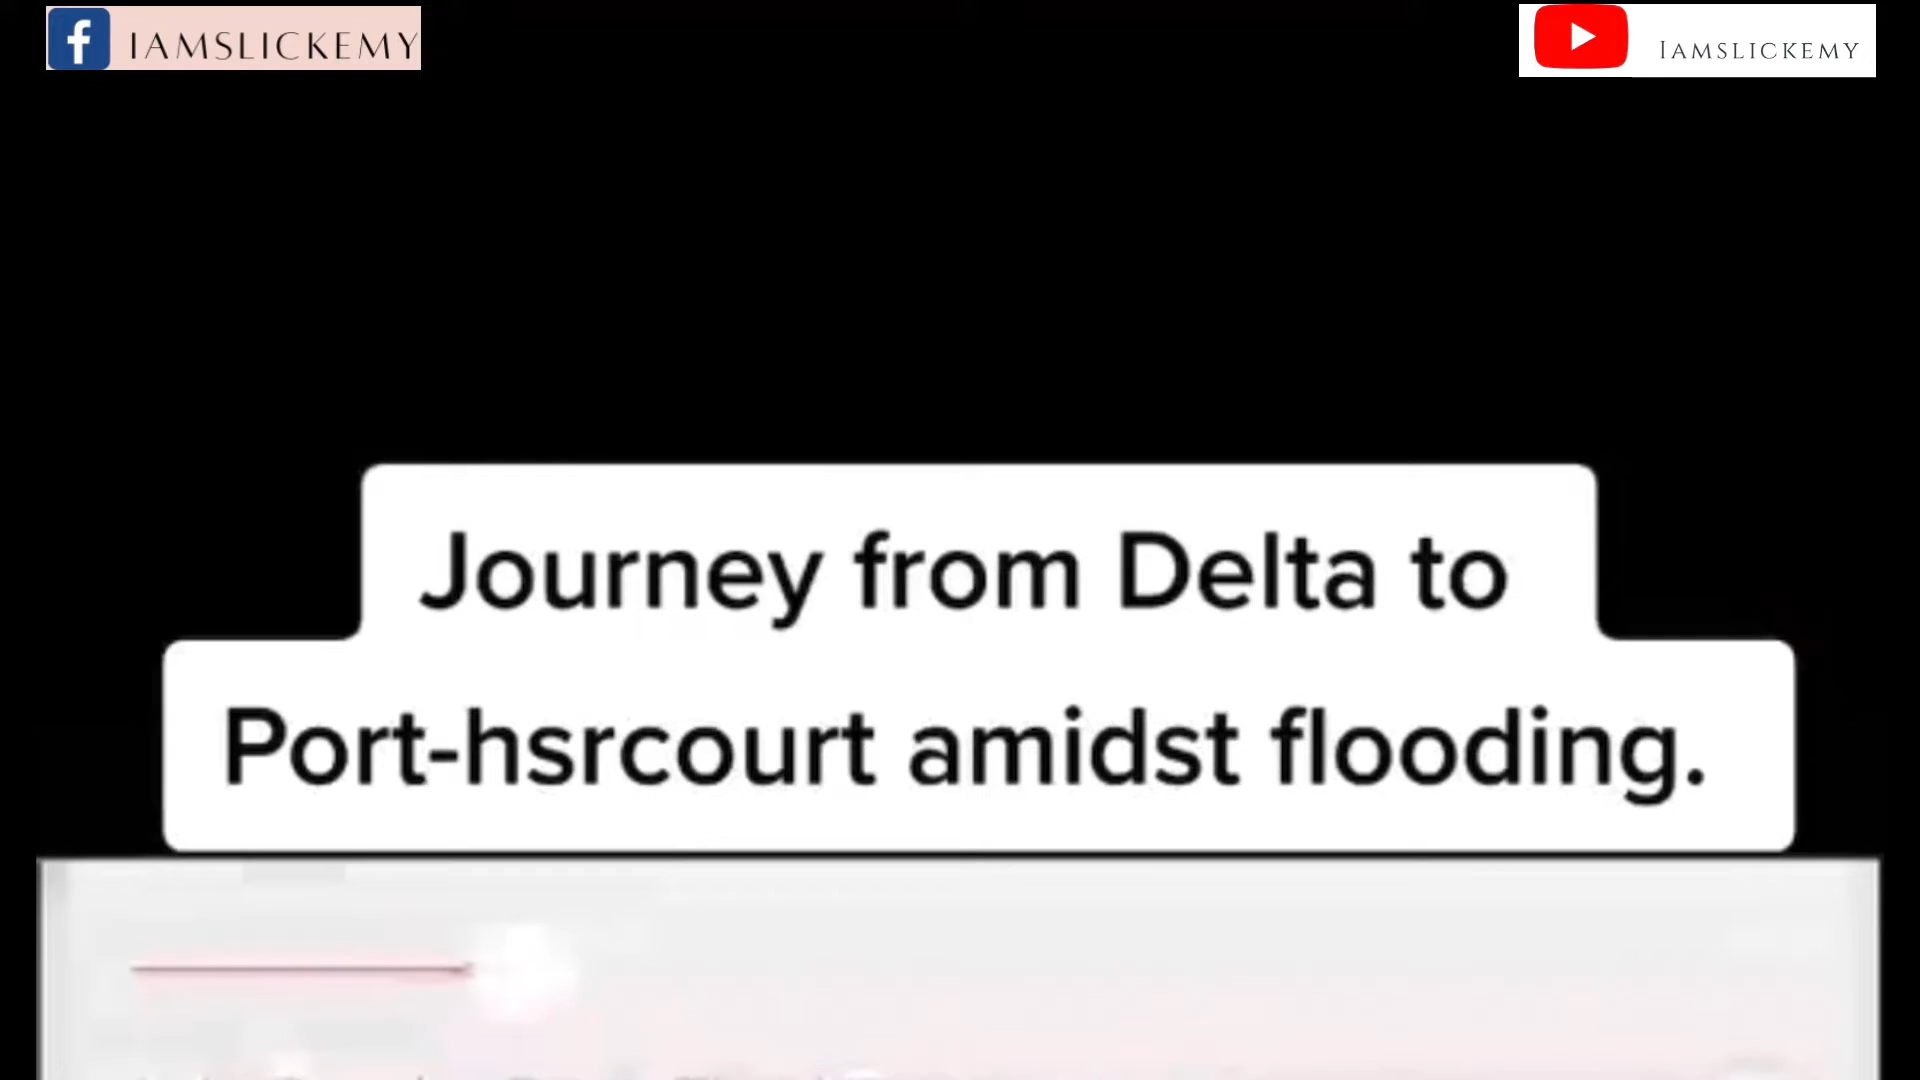 IAMSLICKEMY
IAMSLICKEMY
Journey from Delta to
Port-hsrcourt amidst flooding.